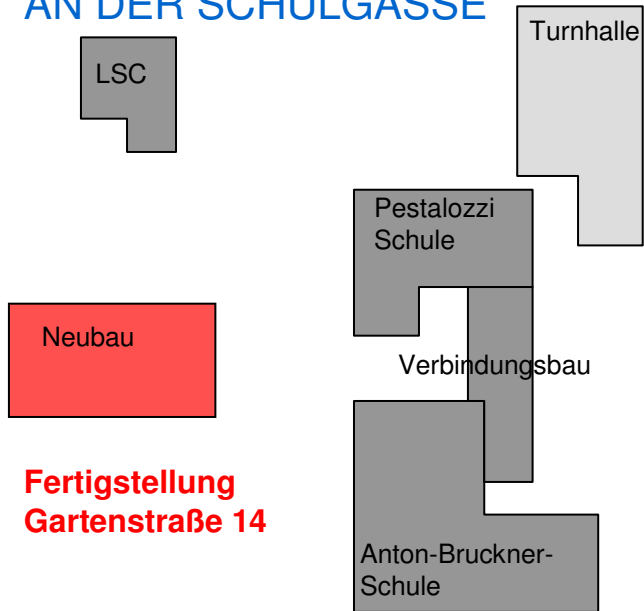 AN DER SCHULGASSE
Turnhalle
LSC
Pestalozzi
Schule
Neubau
Verbindungsbau
Fertigstellung
Gartenstraße 14
Anton-Bruckner-
Schule